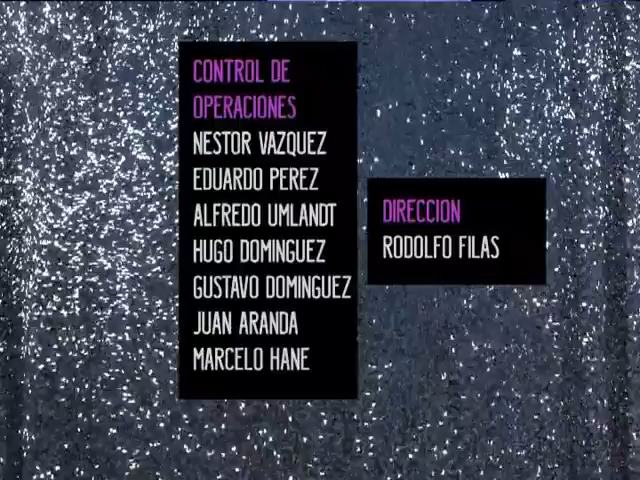 CONTROL DE
OPERACIONES
NESTOR VAZQUEZ
EDUARDO PEREZ
ALFREDO UMLANDT
HUGO DOMINGUEZ
GUSTAVO DOMINGUEZ
JUAN ARANDA
MARCELO HANE
DIRECCION
RODOLFO FILAS